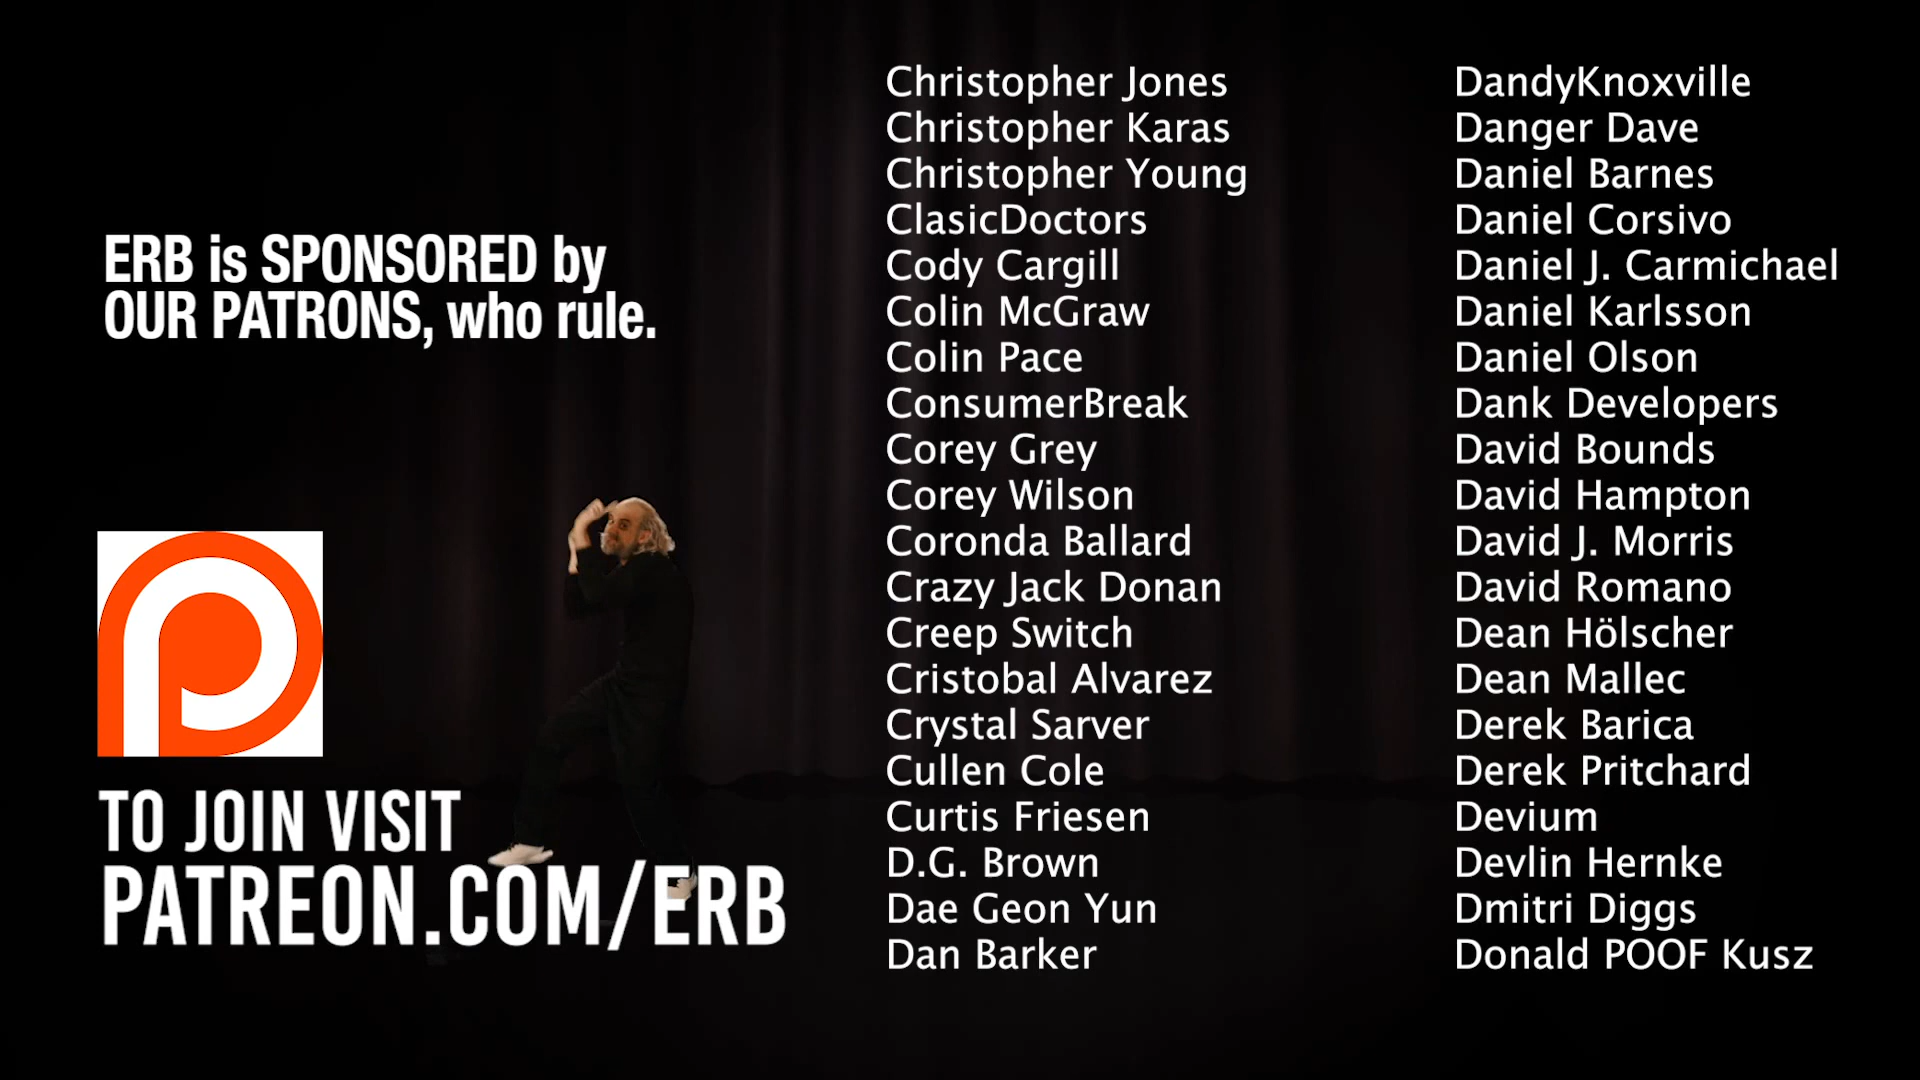 ERB is SPONSORED by
OUR PATRONS, who rule.
TO JOIN VISIT
PATREON.COM/ERB
Christopher Jones
Christopher Karas
Christopher Young
ClasicDoctors
Cody Cargill
Colin McGraw
Colin Pace
ConsumerBreak
Corey Grey
Corey Wilson
Coronda Ballard
Crazy Jack Donan
Creep Switch
Cristobal Alvarez
Crystal Sarver
Cullen Cole
Curtis Friesen
D.G. Brown
Dae Geon Yun
Dan Barker
DandyKnoxville
Danger Dave
Daniel Barnes
Daniel Corsivo
Daniel J. Carmichael
Daniel Karlsson
Daniel Olson
Dank Developers
David Bounds
David Hampton
David J. Morris
David Romano
Dean Hölscher
Dean Mallec
Derek Barica
Derek Pritchard
Devium
Devlin Hernke
Dmitri Diggs
Donald POOF Kusz